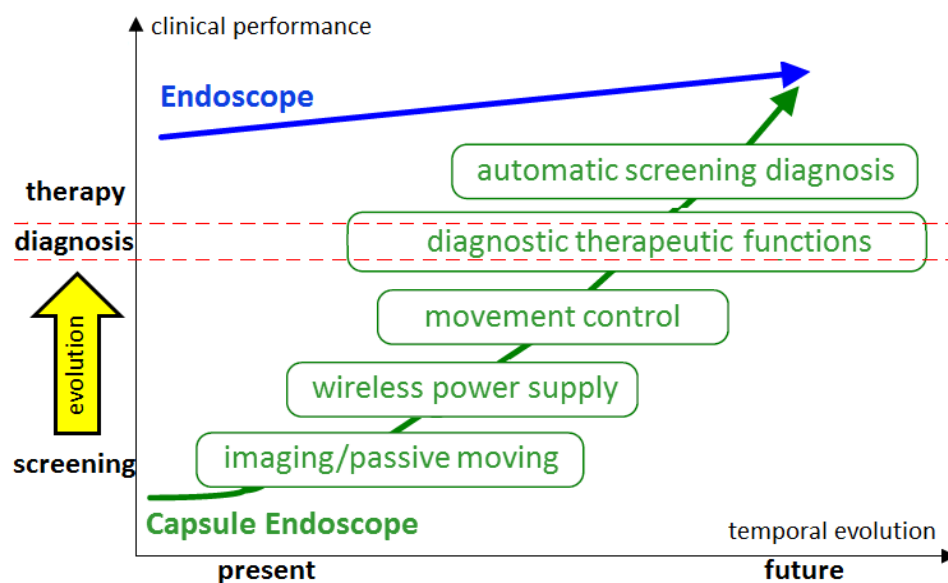 clinical performance
Endoscope
automatic screening diagnosis
therapy
diagnosis
diagnostic therapeutic functions
movement control
evolution
wireless power supply
imaging/passive moving
screening
Capsule Endoscope
temporal evolution
present
future